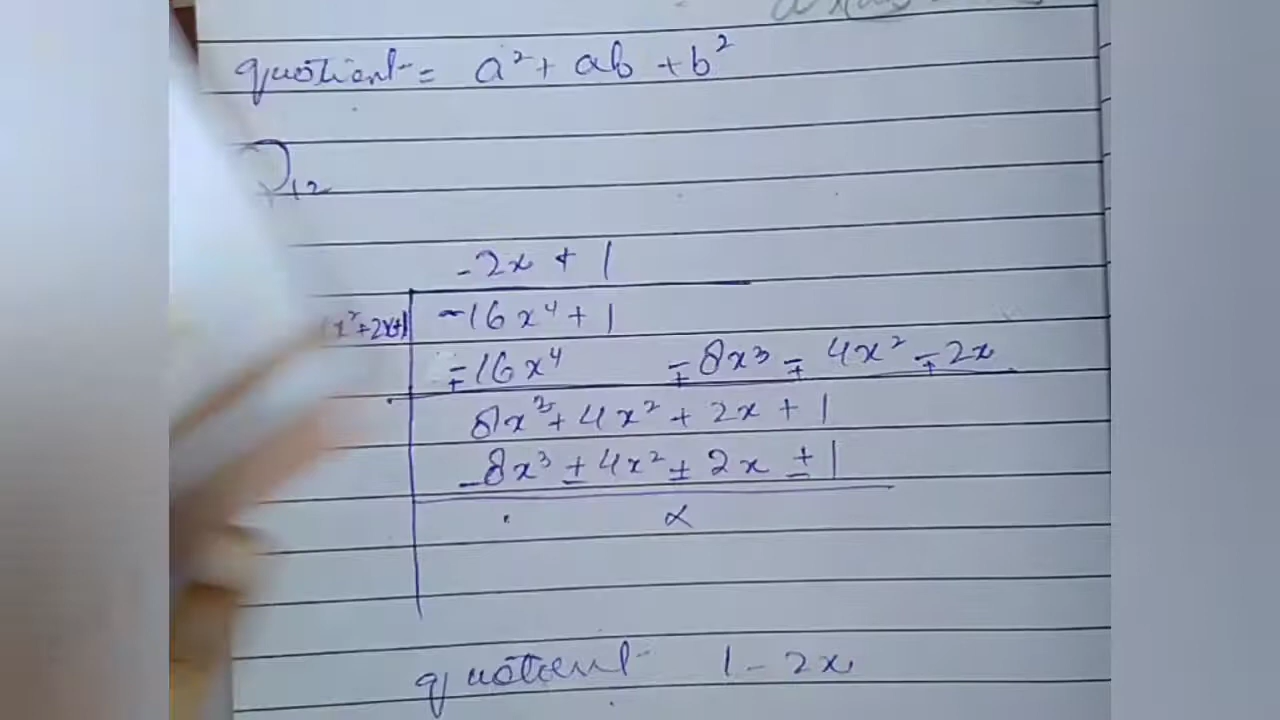 quotient = a² + ab + b²
Q12
-2x + 1
x²+2x+1
-16x⁴ + 1
∓16x⁴ ∓8x³ ∓ 4x² ∓2x
8x³ + 4x² + 2x + 1
-8x³ ± 4x² ± 2x ± 1
x
quotient 1 - 2x